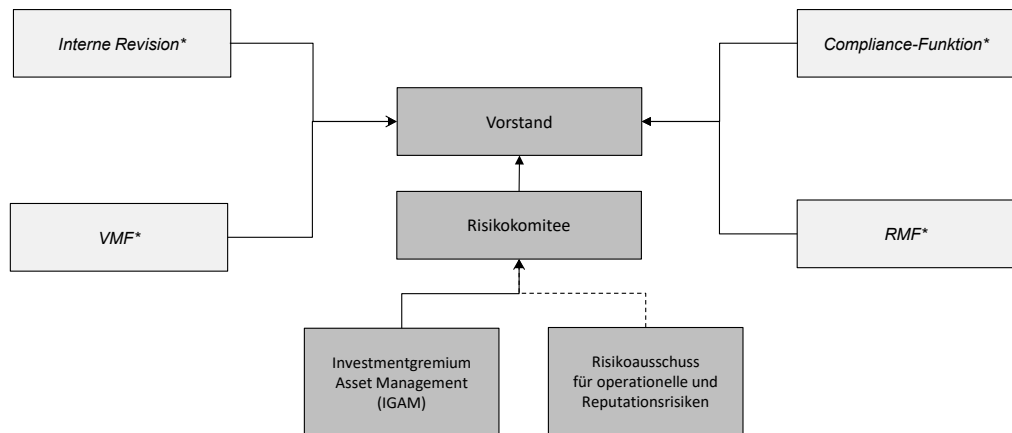 Interne Revision*
Compliance-Funktion*
Vorstand
VMF*
Risikokomitee
RMF*
Investmentgremium
Asset Management
(IGAM)
Risikoausschuss
für operationelle und
Reputationsrisiken